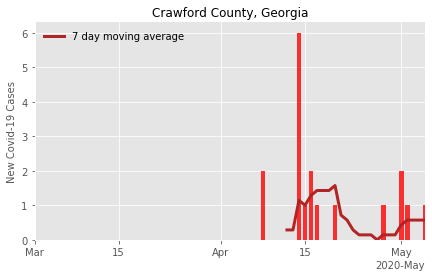 Crawford County, Georgia
7 day moving average
New Covid-19 Cases
6
5
4
3
2
1
0
Mar 15 Apr 15 May
2020-May